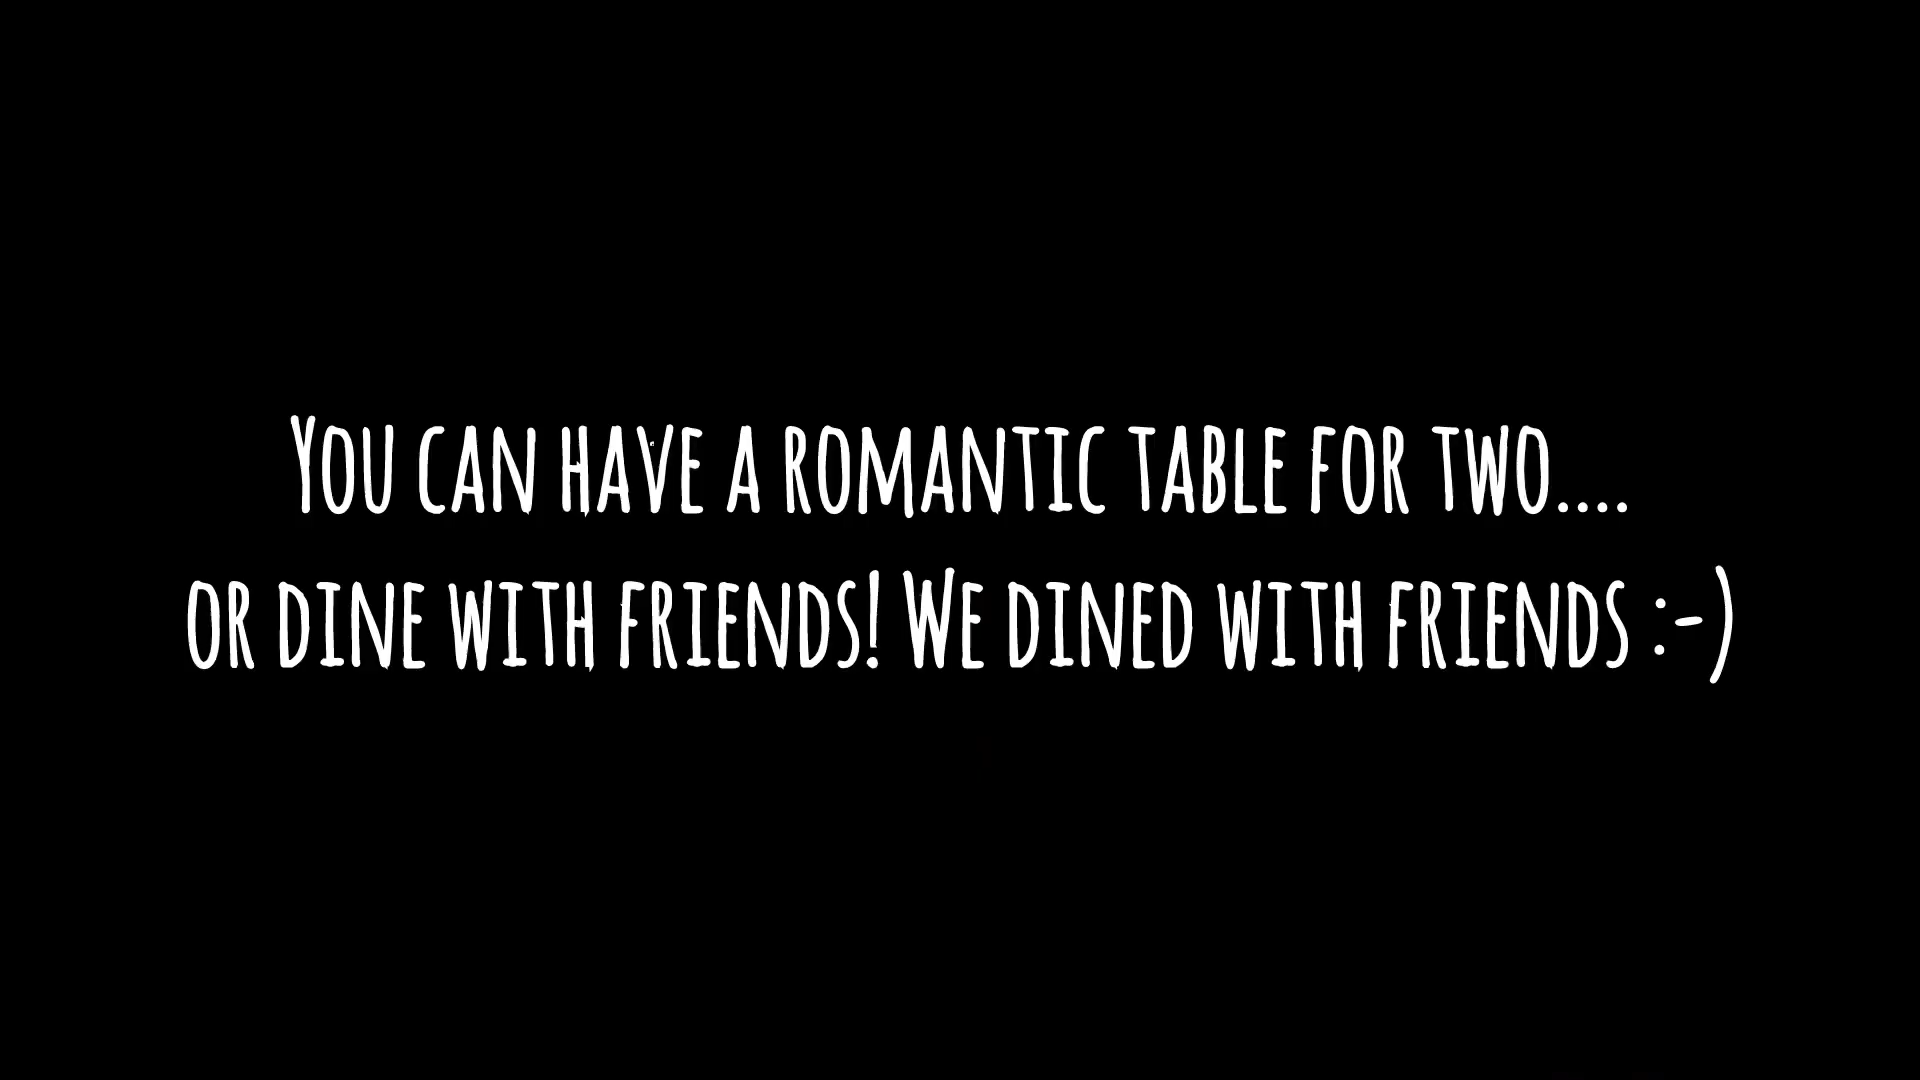 You can have a romantic table for two....
or dine with friends! We dined with friends :-)